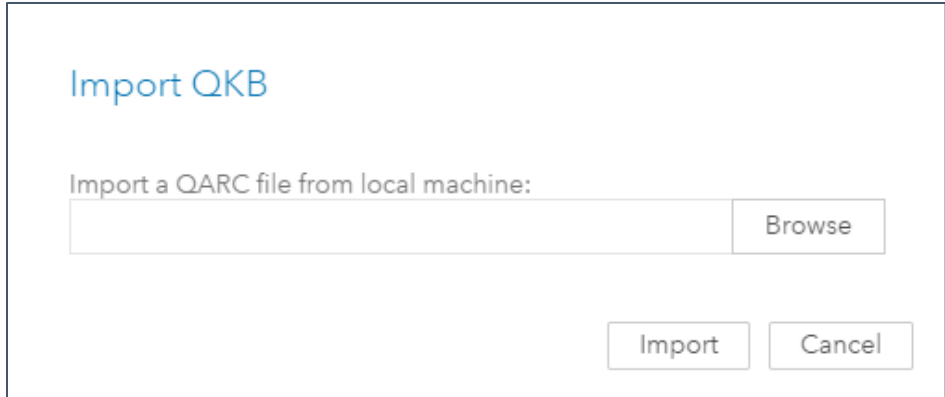 Import QKB
Import a QARC file from local machine:
Browse
Import Cancel